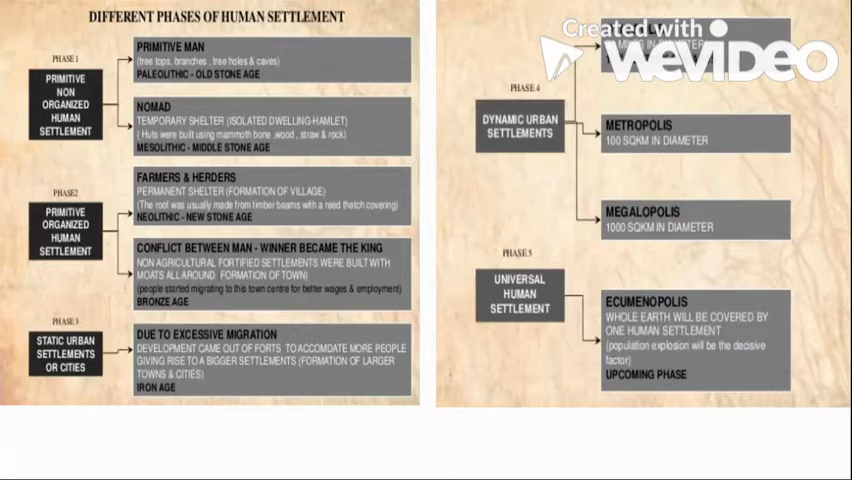 DIFFERENT PHASES OF HUMAN SETTLEMENT
PHASE 1
PRIMITIVE
NON
ORGANIZED
HUMAN
SETTLEMENT
PRIMITIVE MAN
(tree tops, branches , tree holes & caves)
PALEOLITHIC - OLD STONE AGE
NOMAD
TEMPORARY SHELTER (ISOLATED DWELLING-HAMLET)
( Huts were built using mammoth bone ,wood , straw & rock)
MESOLITHIC - MIDDLE STONE AGE
PHASE2
PRIMITIVE
ORGANIZED
HUMAN
SETTLEMENT
FARMERS & HERDERS
PERMANENT SHELTER (FORMATION OF VILLAGE)
(The roof was usually made from timber beams with a reed thatch covering)
NEOLITHIC - NEW STONE AGE
CONFLICT BETWEEN MAN - WINNER BECAME THE KING
NON AGRICULTURAL FORTIFIED SETTLEMENTS WERE BUILT WITH
MOATS ALL AROUND FORMATION OF TOWN)
(people started migrating to this town centre for better wages & employment)
BRONZE AGE
PHASE 3
STATIC URBAN
SETTLEMENTS
OR CITIES
DUE TO EXCESSIVE MIGRATION
DEVELOPMENT CAME OUT OF FORTS TO ACCOMDATE MORE PEOPLE
GIVING RISE TO A BIGGER SETTLEMENTS (FORMATION OF LARGER
TOWNS & CITIES)
IRON AGE
Created with
WEVIDEO
PHASE 4
DYNAMIC URBAN
SETTLEMENTS
IN DIAMETER
METROPOLIS
100 SQKM IN DIAMETER
MEGALOPOLIS
1000 SQKM IN DIAMETER
PHASE 5
UNIVERSAL
HUMAN
SETTLEMENT
ECUMENOPOLIS
WHOLE EARTH WILL BE COVERED BY
ONE HUMAN SETTLEMENT
(population explosion will be the decisive
factor)
UPCOMING PHASE